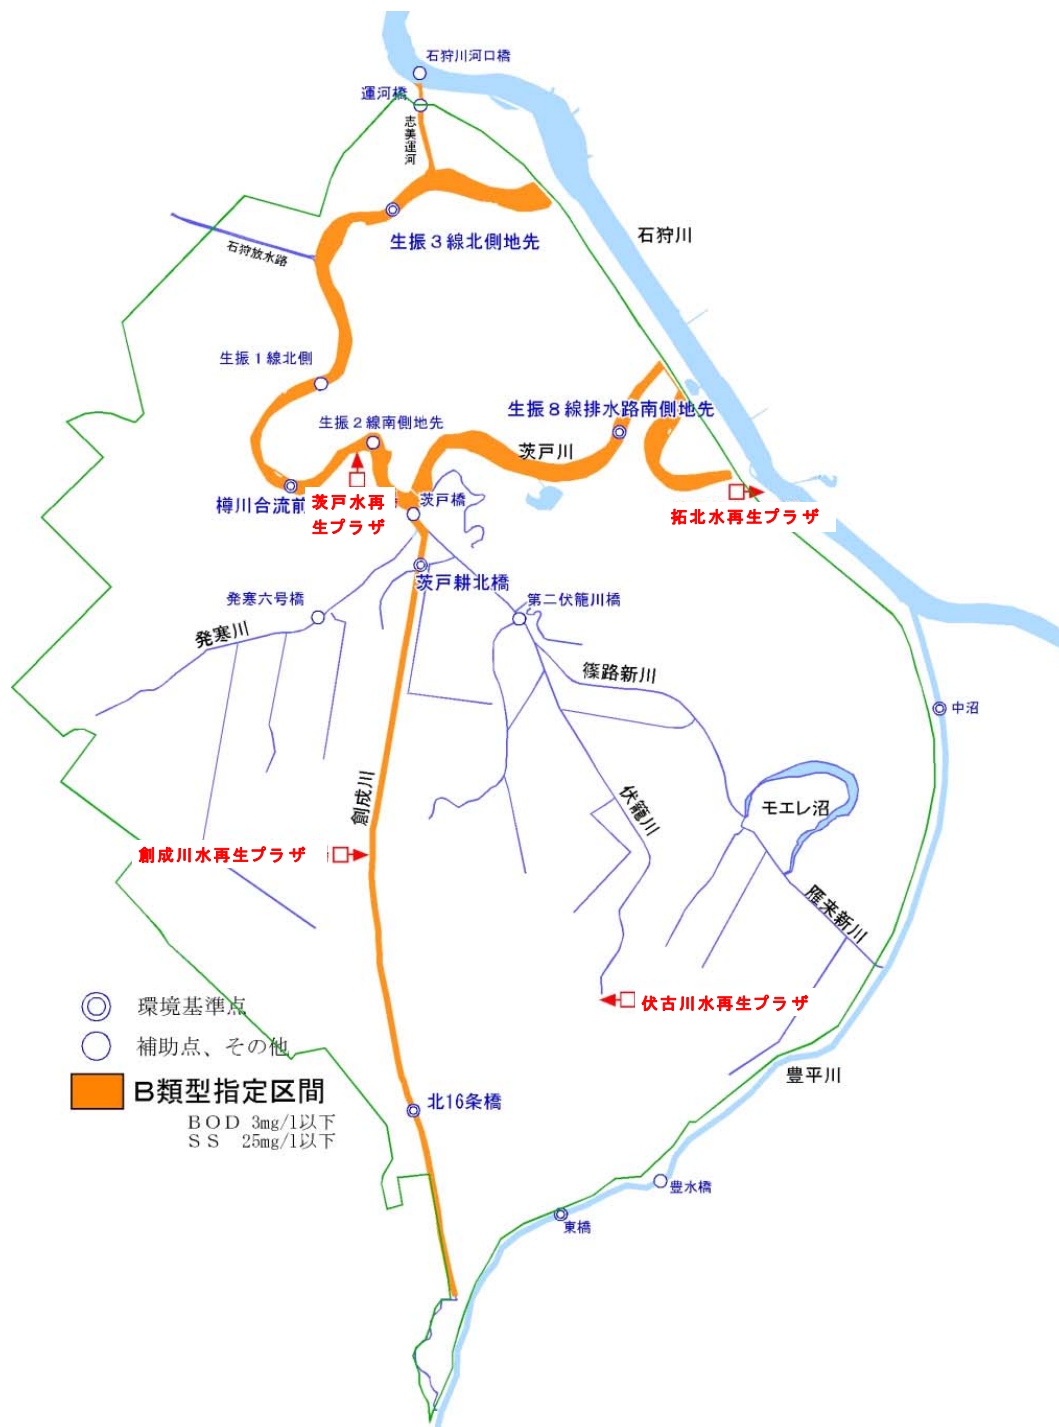 石狩川河口橋
運河橋
志美運河
石狩川
生振３線北側地先
石狩放水路
生振１線北側
生振８線排水路南側地先
生振２線南側地先
茨戸川
樽川合流前
茨戸水再
生プラザ
茨戸橋
拓北水再生プラザ
茨戸耕北橋
発寒六号橋
第二伏籠川橋
発寒川
篠路新川
中沼
創成川
伏籠川
モエレ沼
創成川水再生プラザ
雁来新川
環境基準点
伏古川水再生プラザ
補助点、その他
豊平川
B類型指定区間
ＢＯＤ 3mg/l以下
ＳＳ 25mg/l以下
北16条橋
豊水橋
東橋